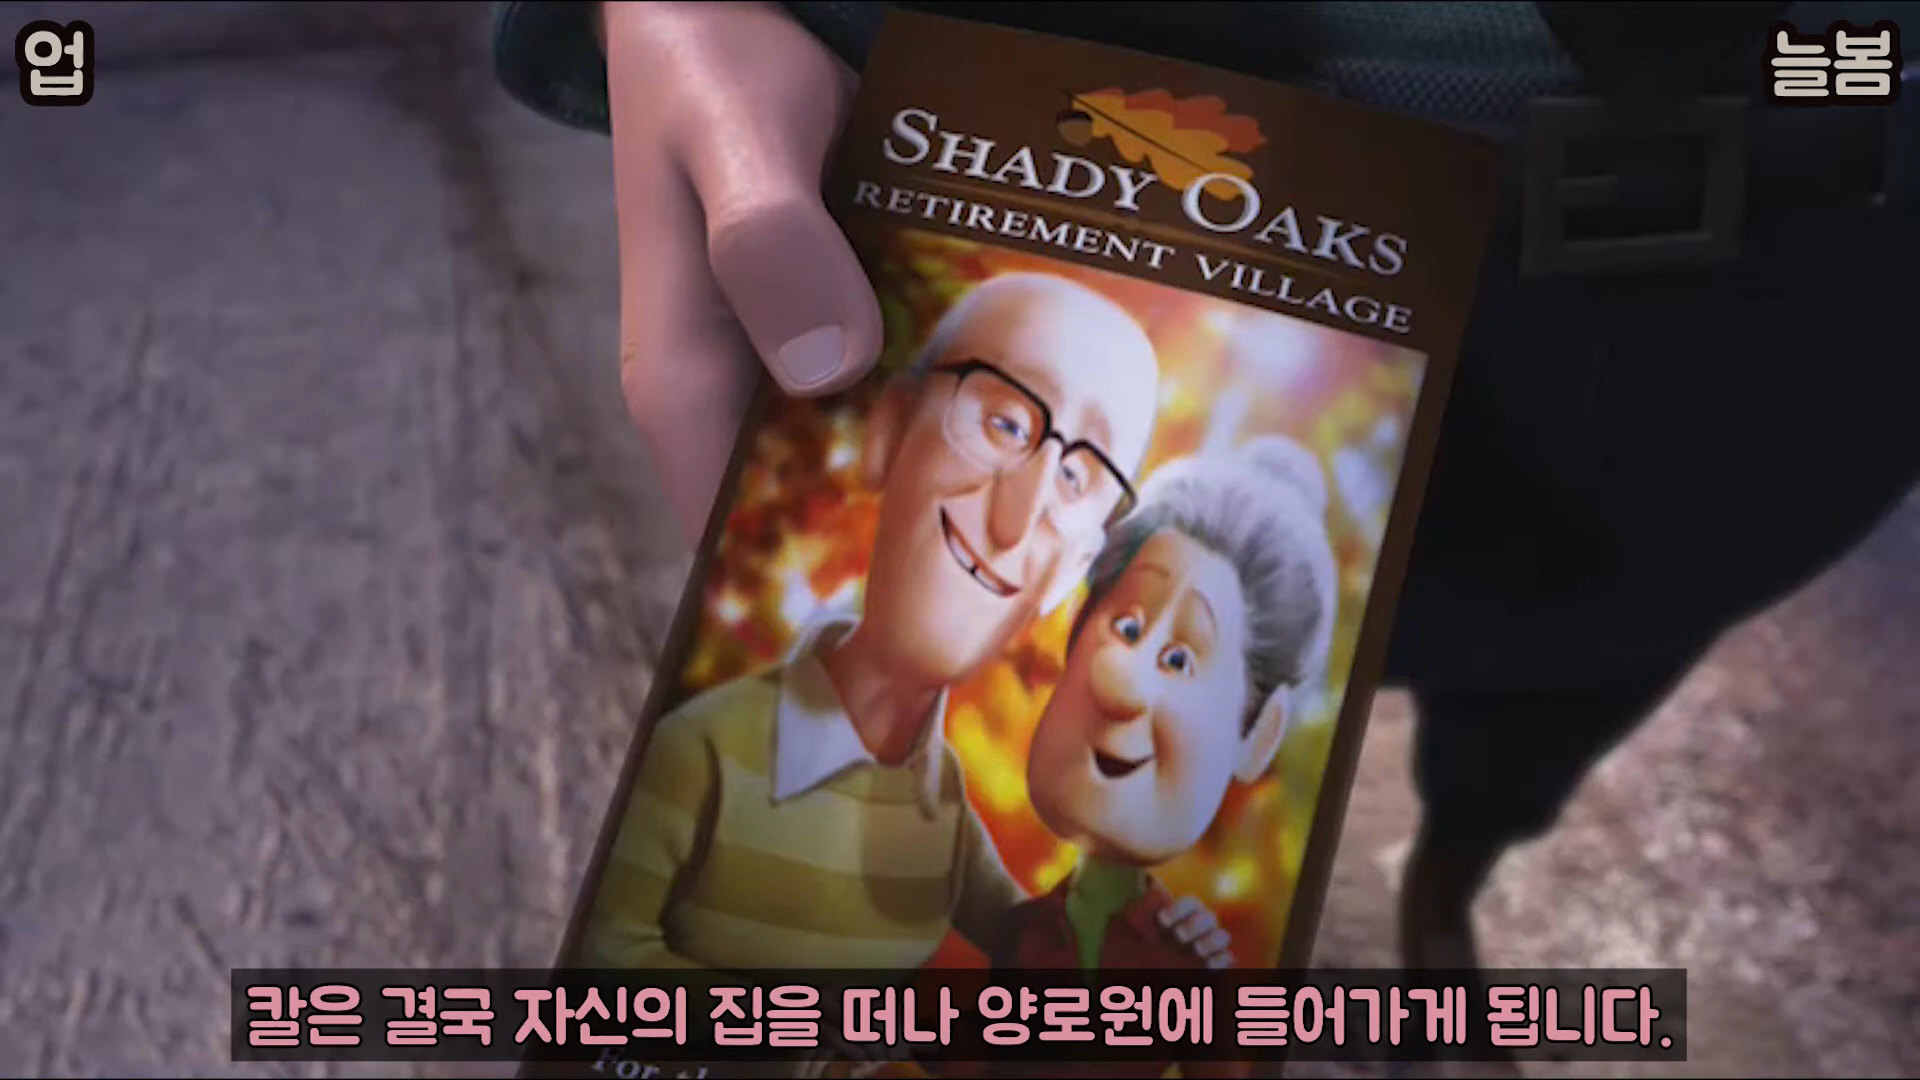 업
늘봄
SHADY OAKS
RETIREMENT VILLAGE
칼은 결국 자신의 집을 떠나 양로원에 들어가게 됩니다.
For